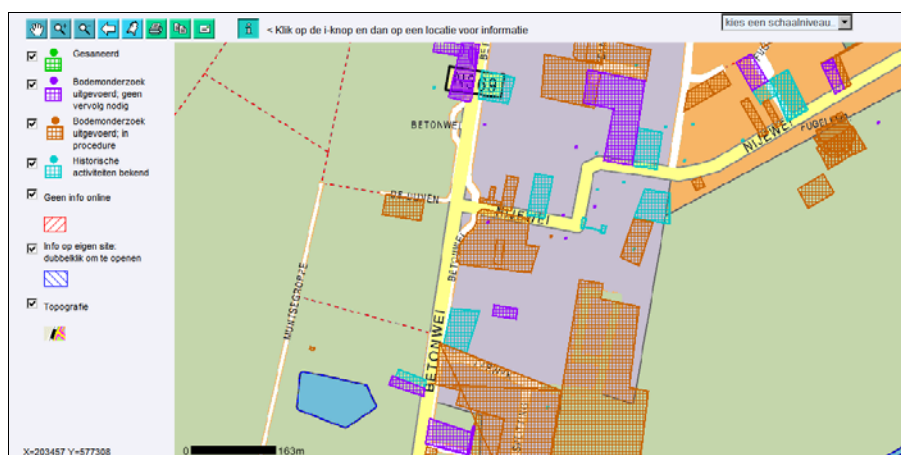 < Klik op de i-knop en dan op een locatie voor informatie
kies een schaalniveau..
Gesaneerd
Bodemonderzoek
uitgevoerd; geen
vervolg nodig
Bodemonderzoek
uitgevoerd; in
procedure
Historische
activiteiten bekend
Geen info online
Info op eigen site:
dubbelklik om te openen
Topografie
BETONWEI
NIJEWEI
NIJEWEI
BETONWEI
BETONWEI
0 163m
X=203457 Y=577308